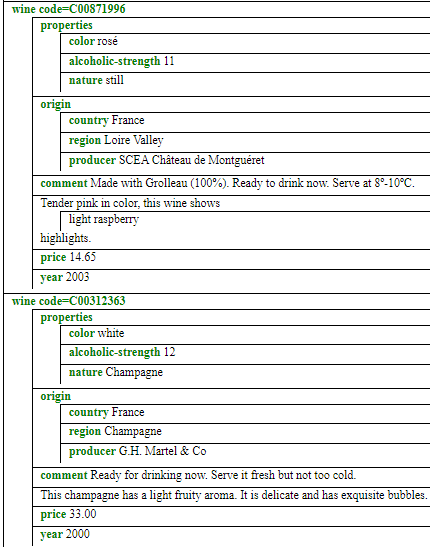 wine code=C00871996
properties
color rosé
alcoholic-strength 11
nature still
origin
country France
region Loire Valley
producer SCEA Château de Montguéret
comment Made with Grolleau (100%). Ready to drink now. Serve at 8º-10ºC.
Tender pink in color, this wine shows
light raspberry
highlights.
price 14.65
year 2003
wine code=C00312363
properties
color white
alcoholic-strength 12
nature Champagne
origin
country France
region Champagne
producer G.H. Martel & Co
comment Ready for drinking now. Serve it fresh but not too cold.
This champagne has a light fruity aroma. It is delicate and has exquisite bubbles.
price 33.00
year 2000